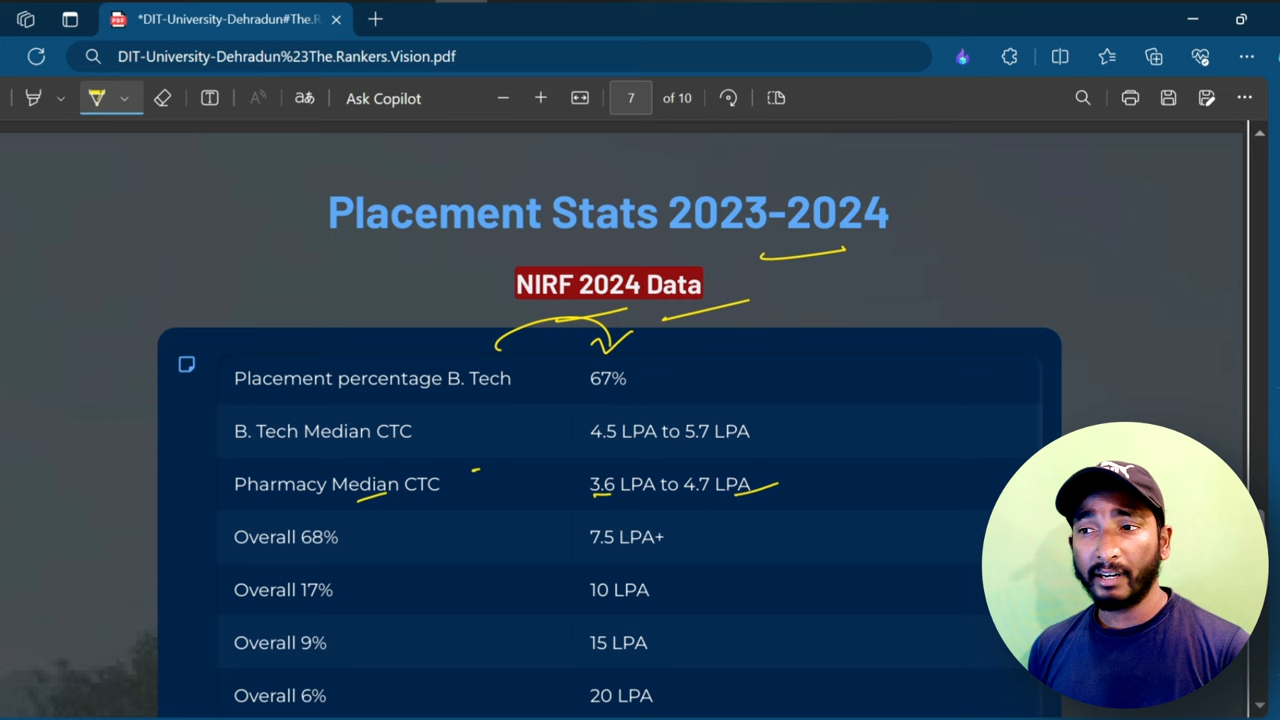 *DIT-University-Dehradun#The.R
DIT-University-Dehradun%23The.Rankers.Vision.pdf
aあ Ask Copilot 7 of 10
Placement Stats 2023-2024
NIRF 2024 Data
Placement percentage B. Tech 67%
B. Tech Median CTC 4.5 LPA to 5.7 LPA
Pharmacy Median CTC 3.6 LPA to 4.7 LPA
Overall 68% 7.5 LPA+
Overall 17% 10 LPA
Overall 9% 15 LPA
Overall 6% 20 LPA